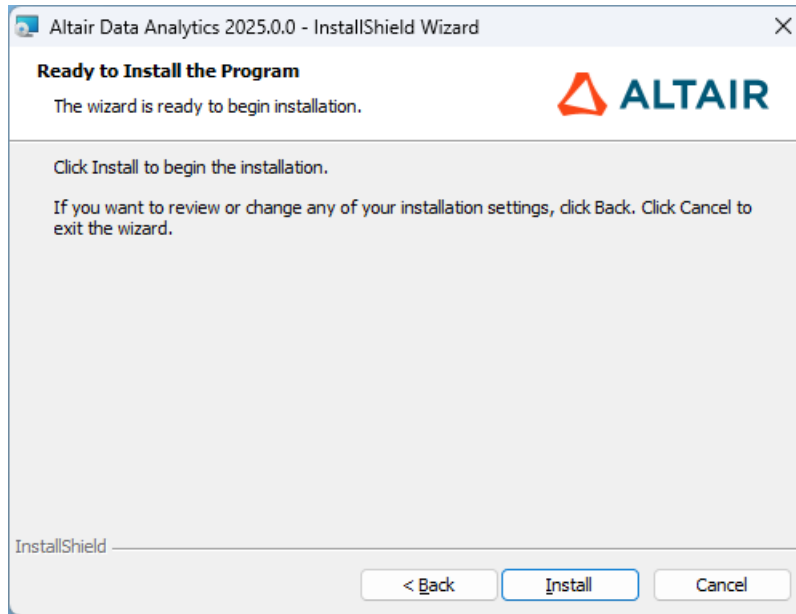 Altair Data Analytics 2025.0.0 - InstallShield Wizard
Ready to Install the Program
The wizard is ready to begin installation.
ALTAIR
Click Install to begin the installation.
If you want to review or change any of your installation settings, click Back. Click Cancel to
exit the wizard.
InstallShield
< Back
Install
Cancel